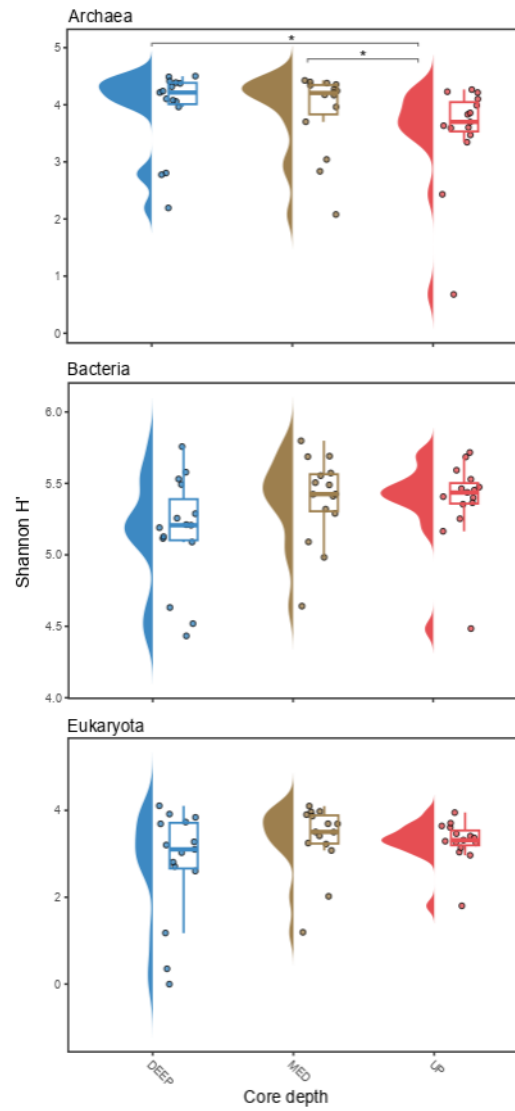 Archaea
*
*
5
4
3
2
1
0
Bacteria
6.0
5.5
5.0
4.5
4.0
Shannon H'
Eukaryota
4
2
0
DEEP MED UP
Core depth